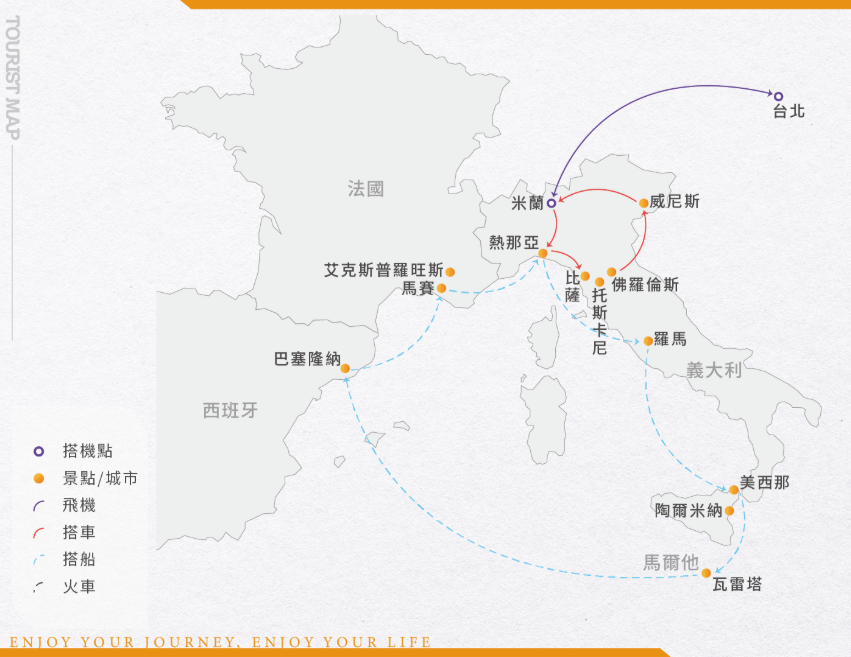 TOURIST MAP
台北
法國
米蘭
威尼斯
熱那亞
艾克斯普羅旺斯
馬賽
比薩
托斯卡尼
佛羅倫斯
羅馬
巴塞隆納
義大利
西班牙
搭機點
景點/城市
飛機
搭車
搭船
火車
美西那
陶爾米納
馬爾他
瓦雷塔
ENJOY YOUR JOURNEY, ENJOY YOUR LIFE